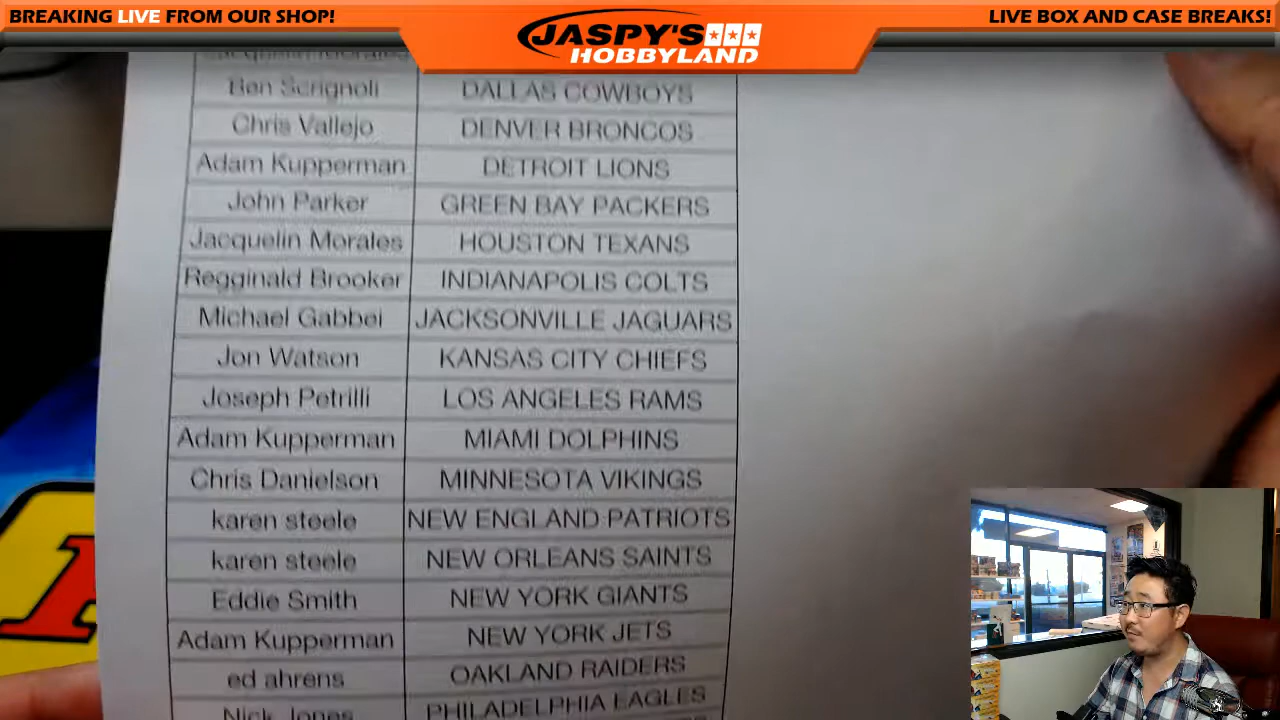 BREAKING LIVE FROM OUR SHOP!
JASPY'S
HOBBYLAND
LIVE BOX AND CASE BREAKS!
Jacquelin Morales
Ben Scrignoli DALLAS COWBOYS
Chris Vallejo DENVER BRONCOS
Adam Kupperman DETROIT LIONS
John Parker GREEN BAY PACKERS
Jacquelin Morales HOUSTON TEXANS
Regginald Brooker INDIANAPOLIS COLTS
Michael Gabbei JACKSONVILLE JAGUARS
Jon Watson KANSAS CITY CHIEFS
Joseph Petrilli LOS ANGELES RAMS
Adam Kupperman MIAMI DOLPHINS
Chris Danielson MINNESOTA VIKINGS
karen steele NEW ENGLAND PATRIOTS
karen steele NEW ORLEANS SAINTS
Eddie Smith NEW YORK GIANTS
Adam Kupperman NEW YORK JETS
ed ahrens OAKLAND RAIDERS
Nick Jones PHILADELPHIA EAGLES